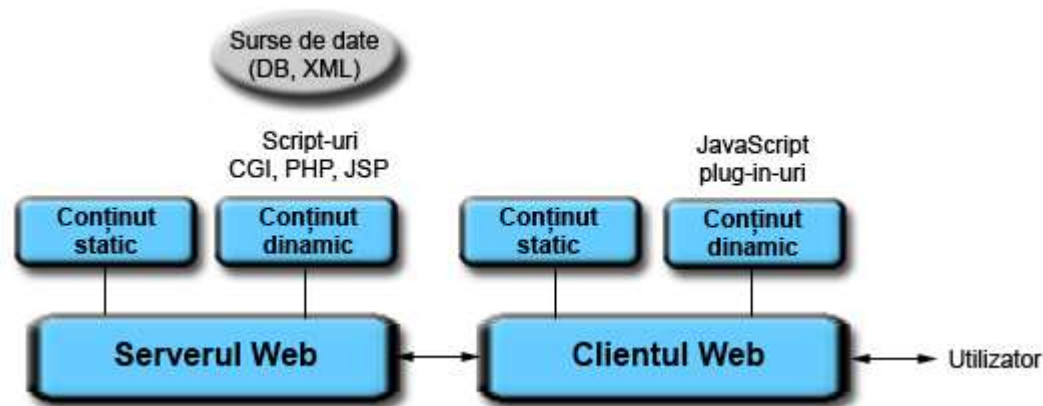 Surse de date
(DB, XML)
Script-uri
CGI, PHP, JSP
JavaScript
plug-in-uri
Conținut
static
Conținut
dinamic
Conținut
static
Conținut
dinamic
Serverul Web
Clientul Web
Utilizator